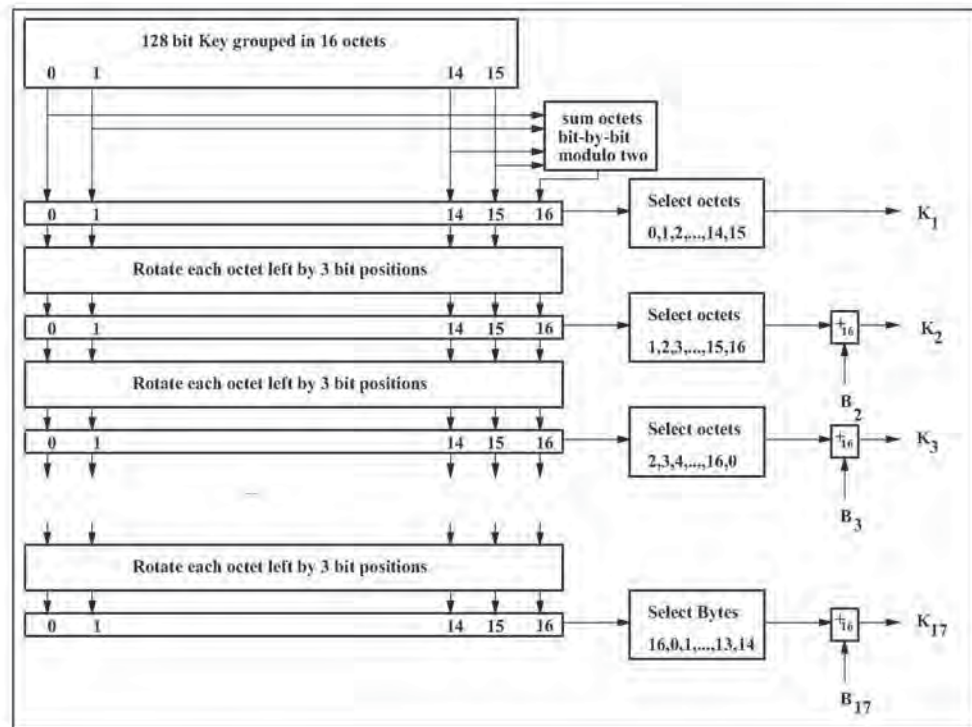 128 bit Key grouped in 16 octets
0 1 14 15
sum octets
bit-by-bit
modulo two
0 1 14 15 16
Select octets
0,1,2,...,14,15
K1
Rotate each octet left by 3 bit positions
0 1 14 15 16
Select octets
1,2,3,...,15,16
+16
K2
B2
Rotate each octet left by 3 bit positions
0 1 14 15 16
Select octets
2,3,4,...,16,0
+16
K3
B3
...
Rotate each octet left by 3 bit positions
0 1 14 15 16
Select Bytes
16,0,1,...,13,14
+16
K17
B17